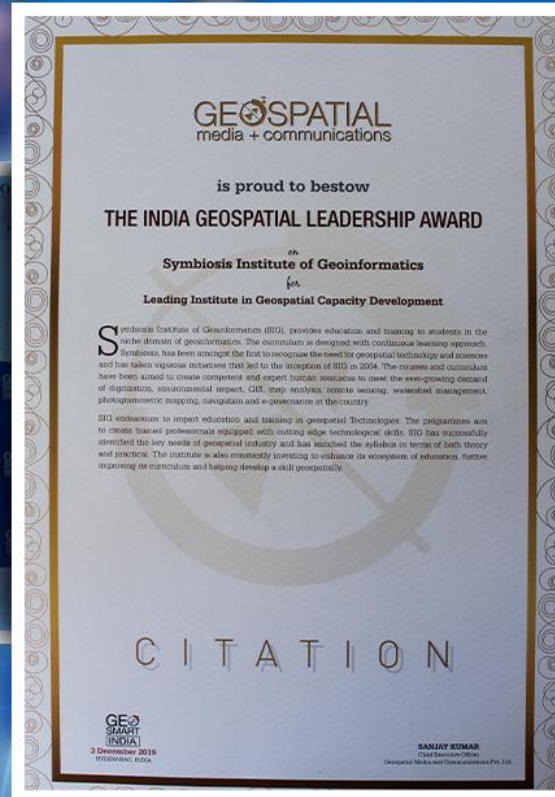 GEOSPATIAL
media + communications
is proud to bestow
THE INDIA GEOSPATIAL LEADERSHIP AWARD
on
Symbiosis Institute of Geoinformatics
for
Leading Institute in Geospatial Capacity Development
Symbiosis Institute of Geoinformatics (SIG), provides education and training to students in the
niche domain of geoinformatics. The curriculum is designed with continuous learning approach.
Symbiosis, has been amongst the first to recognise the need for geospatial technology and sciences
and has taken vigorous initiatives that led to the inception of SIG in 2004. The courses and curriculum
have been aimed to create competent and expert human resources to meet the ever-growing demand
of digitization, environmental impact, GIS, map analysis, remote sensing, watershed management,
photogrammetric mapping, navigation and e-governance in the country.
SIG endeavours to impart education and training in geospatial Technologies. The programmes aim
to create trained professionals equipped with cutting edge technological skills. SIG has successfully
identified the key needs of geospatial industry and has enriched the syllabus in terms of both theory
and practical. The institute is also constantly investing to enhance its ecosystem of education, further
improving its curriculum and helping develop a skill geospatially.
CITATION
GEO
SMART
INDIA
3 December 2019
HYDERABAD, INDIA
SANJAY KUMAR
Chief Executive Officer
Geospatial Media and Communications Pvt. Ltd.